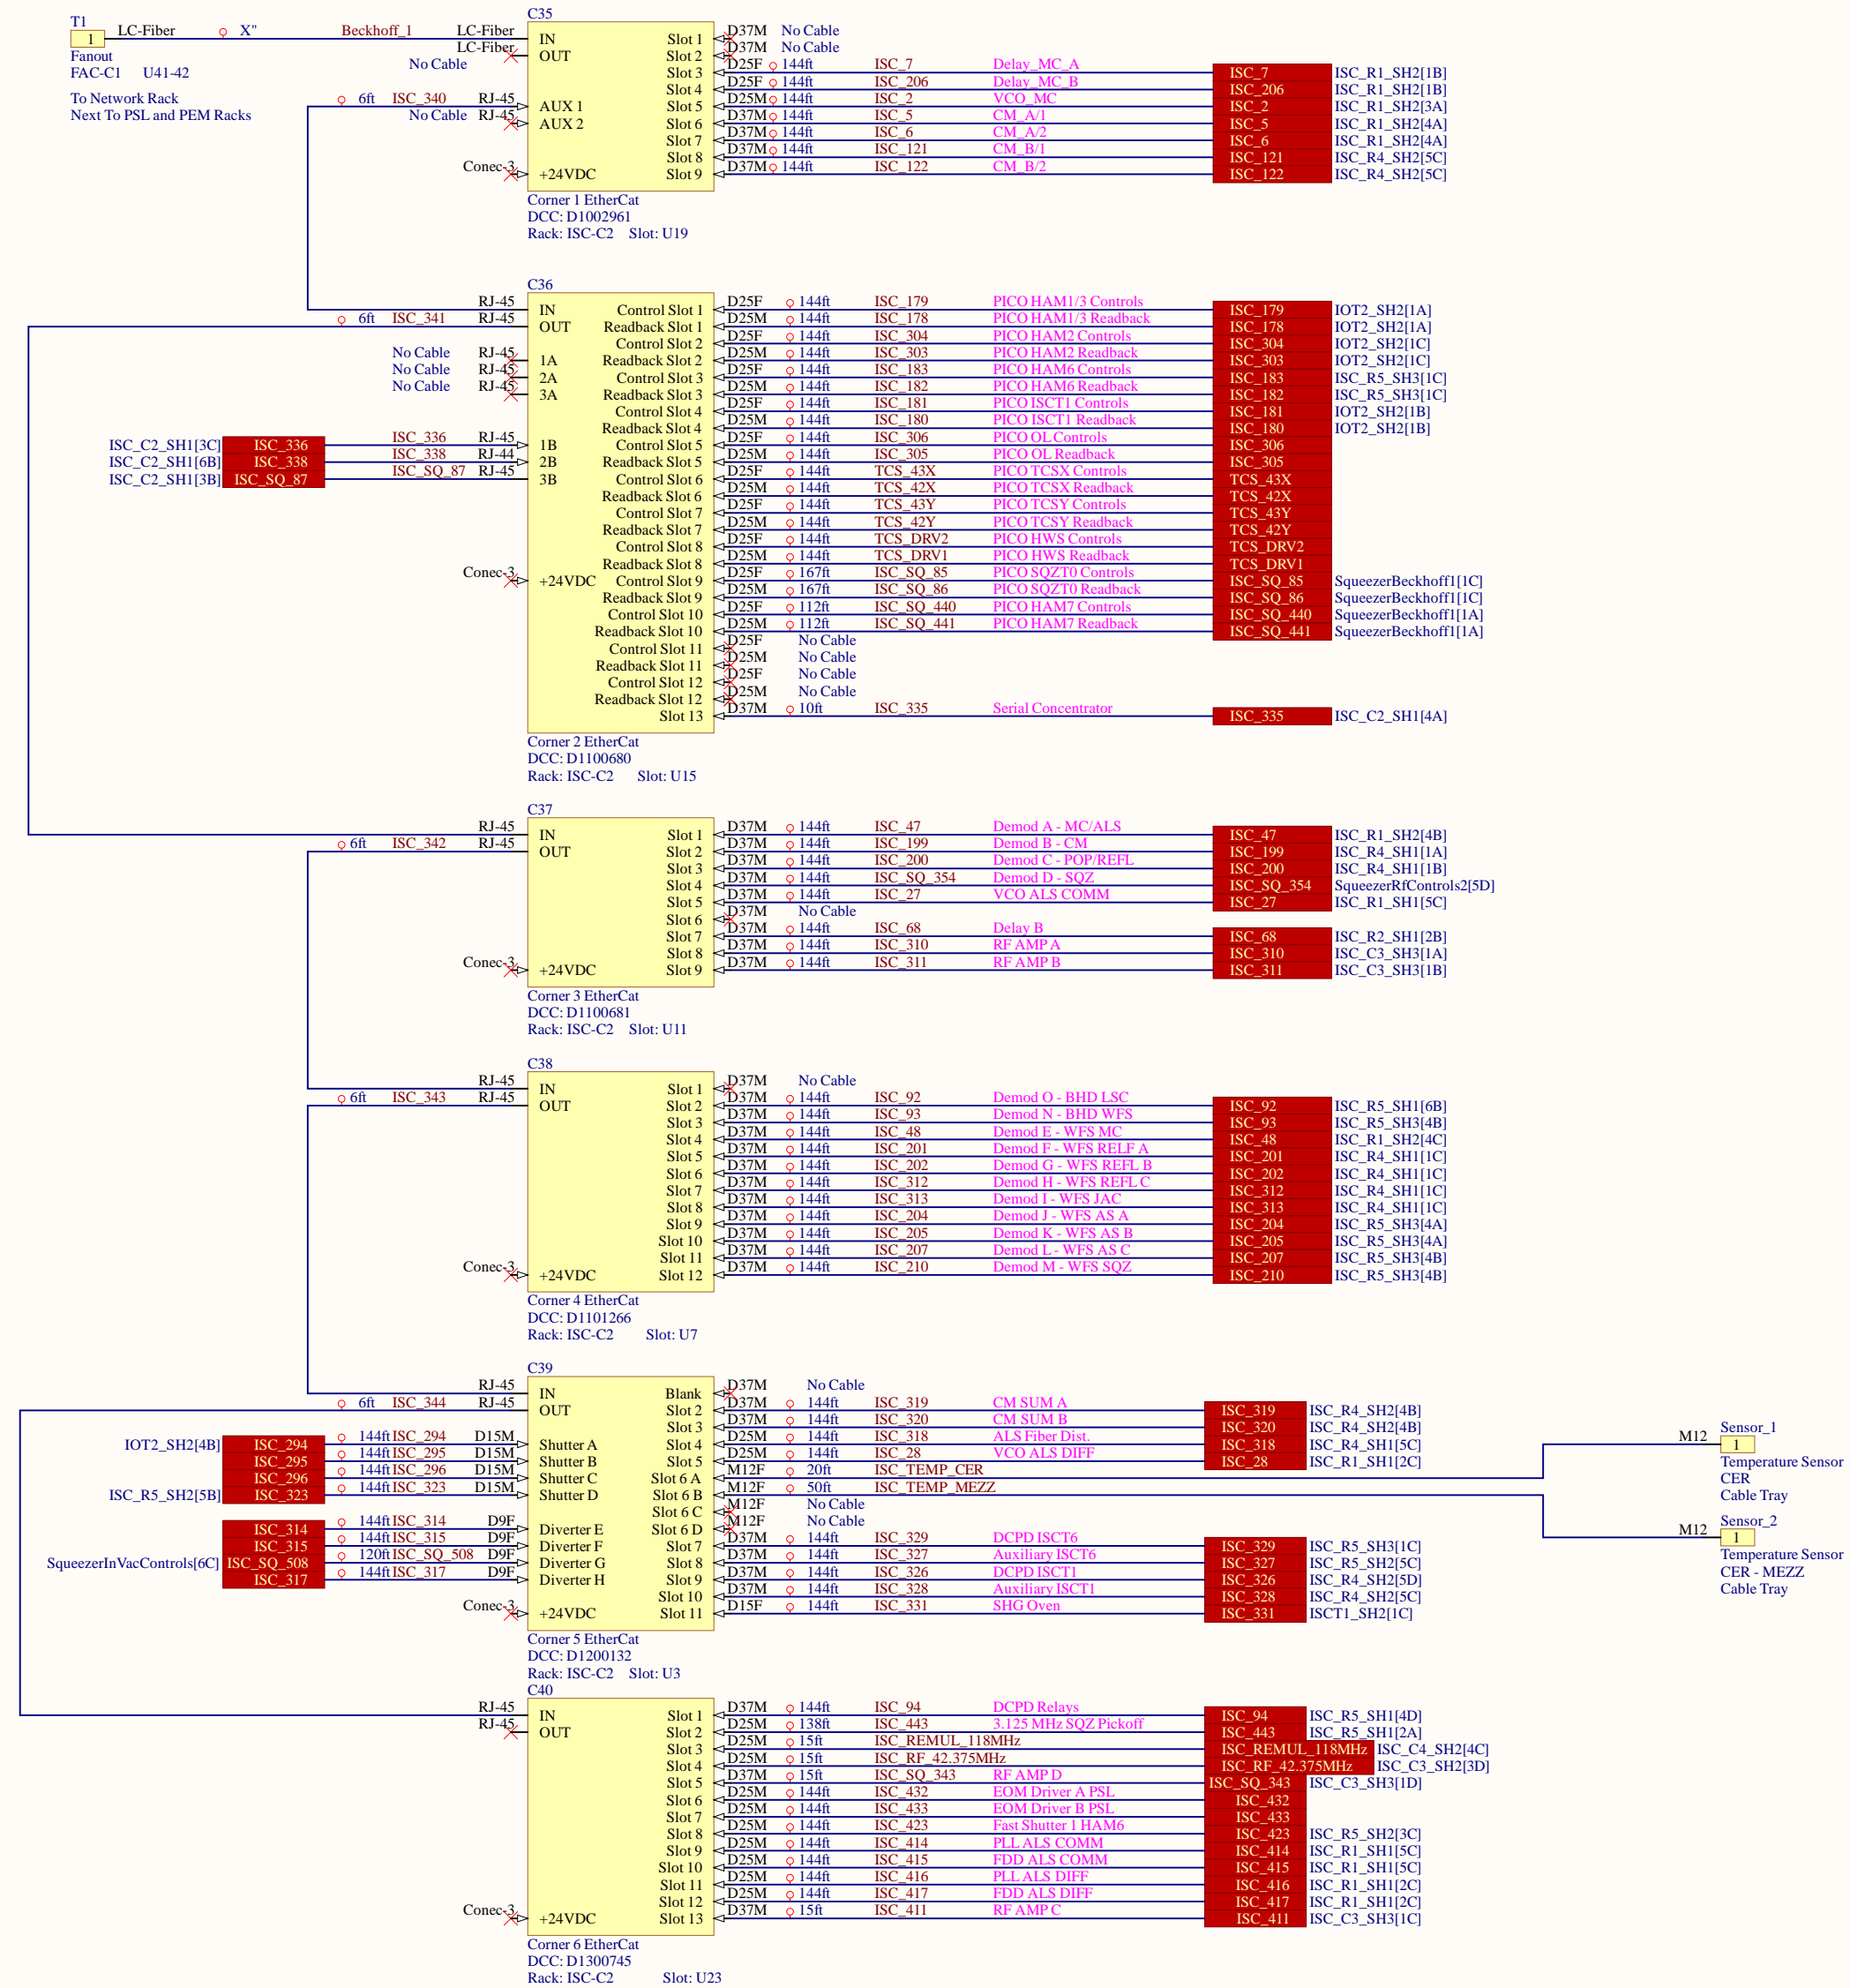 T1
1 LC-Fiber X" Beckhoff_1 LC-Fiber
Fanout
FAC-C1 U41-42
To Network Rack
Next To PSL and PEM Racks
C35
IN Slot 1 D37M No Cable
LC-Fiber No Cable OUT Slot 2 D37M No Cable
Slot 3 D25F 144ft ISC_7 Delay_MC_A ISC_7 ISC_R1_SH2[1B]
Slot 4 D25F 144ft ISC_206 Delay_MC_B ISC_206 ISC_R1_SH2[1B]
6ft ISC_340 RJ-45 AUX 1 Slot 5 D25M 144ft ISC_2 VCO_MC ISC_2 ISC_R1_SH2[3A]
No Cable RJ-45 AUX 2 Slot 6 D37M 144ft ISC_5 CM_A/1 ISC_5 ISC_R1_SH2[4A]
Slot 7 D37M 144ft ISC_6 CM_A/2 ISC_6 ISC_R1_SH2[4A]
Slot 8 D37M 144ft ISC_121 CM_B/1 ISC_121 ISC_R4_SH2[5C]
Conec-3 +24VDC Slot 9 D37M 144ft ISC_122 CM_B/2 ISC_122 ISC_R4_SH2[5C]
Corner 1 EtherCat
DCC: D1002961
Rack: ISC-C2 Slot: U19
C36
RJ-45 IN Control Slot 1 D25F 144ft ISC_179 PICO HAM1/3 Controls ISC_179 IOT2_SH2[1A]
6ft ISC_341 RJ-45 OUT Readback Slot 1 D25M 144ft ISC_178 PICO HAM1/3 Readback ISC_178 IOT2_SH2[1A]
Control Slot 2 D25F 144ft ISC_304 PICO HAM2 Controls ISC_304 IOT2_SH2[1C]
No Cable RJ-45 1A Readback Slot 2 D25M 144ft ISC_303 PICO HAM2 Readback ISC_303 IOT2_SH2[1C]
No Cable RJ-45 2A Control Slot 3 D25F 144ft ISC_183 PICO HAM6 Controls ISC_183 ISC_R5_SH3[1C]
No Cable RJ-45 3A Readback Slot 3 D25M 144ft ISC_182 PICO HAM6 Readback ISC_182 ISC_R5_SH3[1C]
Control Slot 4 D25F 144ft ISC_181 PICO ISCT1 Controls ISC_181 IOT2_SH2[1B]
Readback Slot 4 D25M 144ft ISC_180 PICO ISCT1 Readback ISC_180 IOT2_SH2[1B]
ISC_C2_SH1[3C] ISC_336 ISC_336 RJ-45 1B Control Slot 5 D25F 144ft ISC_306 PICO OL Controls ISC_306
ISC_C2_SH1[6B] ISC_338 ISC_338 RJ-44 2B Readback Slot 5 D25M 144ft ISC_305 PICO OL Readback ISC_305
ISC_C2_SH1[3B] ISC_SQ_87 ISC_SQ_87 RJ-45 3B Control Slot 6 D25F 144ft TCS_43X PICO TCSX Controls TCS_43X
Readback Slot 6 D25M 144ft TCS_42X PICO TCSX Readback TCS_42X
Control Slot 7 D25F 144ft TCS_43Y PICO TCSY Controls TCS_43Y
Readback Slot 7 D25M 144ft TCS_42Y PICO TCSY Readback TCS_42Y
Control Slot 8 D25F 144ft TCS_DRV2 PICO HWS Controls TCS_DRV2
Readback Slot 8 D25M 144ft TCS_DRV1 PICO HWS Readback TCS_DRV1
Conec-3 +24VDC Control Slot 9 D25F 167ft ISC_SQ_85 PICO SQZT0 Controls ISC_SQ_85 SqueezerBeckhoff1[1C]
Readback Slot 9 D25M 167ft ISC_SQ_86 PICO SQZT0 Readback ISC_SQ_86 SqueezerBeckhoff1[1C]
Control Slot 10 D25F 112ft ISC_SQ_440 PICO HAM7 Controls ISC_SQ_440 SqueezerBeckhoff1[1A]
Readback Slot 10 D25M 112ft ISC_SQ_441 PICO HAM7 Readback ISC_SQ_441 SqueezerBeckhoff1[1A]
Control Slot 11 D25F No Cable
Readback Slot 11 D25M No Cable
Control Slot 12 D25F No Cable
Readback Slot 12 D25M No Cable
Slot 13 D37M 10ft ISC_335 Serial Concentrator ISC_335 ISC_C2_SH1[4A]
Corner 2 EtherCat
DCC: D1100680
Rack: ISC-C2 Slot: U15
C37
RJ-45 IN Slot 1 D37M 144ft ISC_47 Demod A - MC/ALS ISC_47 ISC_R1_SH2[4B]
6ft ISC_342 RJ-45 OUT Slot 2 D37M 144ft ISC_199 Demod B - CM ISC_199 ISC_R4_SH1[1A]
Slot 3 D37M 144ft ISC_200 Demod C - POP/REFL ISC_200 ISC_R4_SH1[1B]
Slot 4 D37M 144ft ISC_SQ_354 Demod D - SQZ ISC_SQ_354 SqueezerRfControls2[5D]
Slot 5 D37M 144ft ISC_27 VCO ALS COMM ISC_27 ISC_R1_SH1[5C]
Slot 6 D37M No Cable
Slot 7 D37M 144ft ISC_68 Delay B ISC_68 ISC_R2_SH1[2B]
Slot 8 D37M 144ft ISC_310 RF AMP A ISC_310 ISC_C3_SH3[1A]
Conec-3 +24VDC Slot 9 D37M 144ft ISC_311 RF AMP B ISC_311 ISC_C3_SH3[1B]
Corner 3 EtherCat
DCC: D1100681
Rack: ISC-C2 Slot: U11
C38
RJ-45 IN Slot 1 D37M No Cable
6ft ISC_343 RJ-45 OUT Slot 2 D37M 144ft ISC_92 Demod O - BHD LSC ISC_92 ISC_R5_SH1[6B]
Slot 3 D37M 144ft ISC_93 Demod N - BHD WFS ISC_93 ISC_R5_SH3[4B]
Slot 4 D37M 144ft ISC_48 Demod E - WFS MC ISC_48 ISC_R1_SH2[4C]
Slot 5 D37M 144ft ISC_201 Demod F - WFS RELF A ISC_201 ISC_R4_SH1[1C]
Slot 6 D37M 144ft ISC_202 Demod G - WFS REFL B ISC_202 ISC_R4_SH1[1C]
Slot 7 D37M 144ft ISC_312 Demod H - WFS REFL C ISC_312 ISC_R4_SH1[1C]
Slot 8 D37M 144ft ISC_313 Demod I - WFS JAC ISC_313 ISC_R4_SH1[1C]
Slot 9 D37M 144ft ISC_204 Demod J - WFS AS A ISC_204 ISC_R5_SH3[4A]
Slot 10 D37M 144ft ISC_205 Demod K - WFS AS B ISC_205 ISC_R5_SH3[4A]
Slot 11 D37M 144ft ISC_207 Demod L - WFS AS C ISC_207 ISC_R5_SH3[4B]
Conec-3 +24VDC Slot 12 D37M 144ft ISC_210 Demod M - WFS SQZ ISC_210 ISC_R5_SH3[4B]
Corner 4 EtherCat
DCC: D1101266
Rack: ISC-C2 Slot: U7
C39
RJ-45 IN Blank D37M No Cable
6ft ISC_344 RJ-45 OUT Slot 2 D37M 144ft ISC_319 CM SUM A ISC_319 ISC_R4_SH2[4B]
Slot 3 D37M 144ft ISC_320 CM SUM B ISC_320 ISC_R4_SH2[4B]
IOT2_SH2[4B] ISC_294 144ft ISC_294 D15M Shutter A Slot 4 D25M 144ft ISC_318 ALS Fiber Dist. ISC_318 ISC_R4_SH1[5C]
ISC_295 144ft ISC_295 D15M Shutter B Slot 5 D25M 144ft ISC_28 VCO ALS DIFF ISC_28 ISC_R1_SH1[2C]
ISC_296 144ft ISC_296 D15M Shutter C Slot 6 A M12F 20ft ISC_TEMP_CER
ISC_R5_SH2[5B] ISC_323 144ft ISC_323 D15M Shutter D Slot 6 B M12F 50ft ISC_TEMP_MEZZ
Slot 6 C M12F No Cable
ISC_314 144ft ISC_314 D9F Diverter E Slot 6 D M12F No Cable
ISC_315 144ft ISC_315 D9F Diverter F Slot 7 D37M 144ft ISC_329 DCPD ISCT6 ISC_329 ISC_R5_SH3[1C]
SqueezerInVacControls[6C] ISC_SQ_508 120ft ISC_SQ_508 D9F Diverter G Slot 8 D37M 144ft ISC_327 Auxiliary ISCT6 ISC_327 ISC_R5_SH2[5C]
ISC_317 144ft ISC_317 D9F Diverter H Slot 9 D37M 144ft ISC_326 DCPD ISCT1 ISC_326 ISC_R4_SH2[5D]
Slot 10 D37M 144ft ISC_328 Auxiliary ISCT1 ISC_328 ISC_R4_SH2[5C]
Conec-3 +24VDC Slot 11 D15F 144ft ISC_331 SHG Oven ISC_331 ISCT1_SH2[1C]
Sensor_1
M12 1
Temperature Sensor
CER
Cable Tray
Sensor_2
M12 1
Temperature Sensor
CER - MEZZ
Cable Tray
Corner 5 EtherCat
DCC: D1200132
Rack: ISC-C2 Slot: U3
C40
RJ-45 IN Slot 1 D37M 144ft ISC_94 DCPD Relays ISC_94 ISC_R5_SH1[4D]
RJ-45 OUT Slot 2 D25M 138ft ISC_443 3.125 MHz SQZ Pickoff ISC_443 ISC_R5_SH1[2A]
Slot 3 D25M 15ft ISC_REMUL_118MHz ISC_REMUL_118MHz ISC_C4_SH2[4C]
Slot 4 D25M 15ft ISC_RF_42.375MHz ISC_RF_42.375MHz ISC_C3_SH2[3D]
Slot 5 D37M 15ft ISC_SQ_343 RF AMP D ISC_SQ_343 ISC_C3_SH3[1D]
Slot 6 D25M 144ft ISC_432 EOM Driver A PSL ISC_432
Slot 7 D25M 144ft ISC_433 EOM Driver B PSL ISC_433
Slot 8 D25M 144ft ISC_423 Fast Shutter 1 HAM6 ISC_423 ISC_R5_SH2[3C]
Slot 9 D25M 144ft ISC_414 PLL ALS COMM ISC_414 ISC_R1_SH1[5C]
Slot 10 D25M 144ft ISC_415 FDD ALS COMM ISC_415 ISC_R1_SH1[5C]
Slot 11 D25M 144ft ISC_416 PLL ALS DIFF ISC_416 ISC_R1_SH1[2C]
Slot 12 D25M 144ft ISC_417 FDD ALS DIFF ISC_417 ISC_R1_SH1[2C]
Conec-3 +24VDC Slot 13 D37M 15ft ISC_411 RF AMP C ISC_411 ISC_C3_SH3[1C]
Corner 6 EtherCat
DCC: D1300745
Rack: ISC-C2 Slot: U23